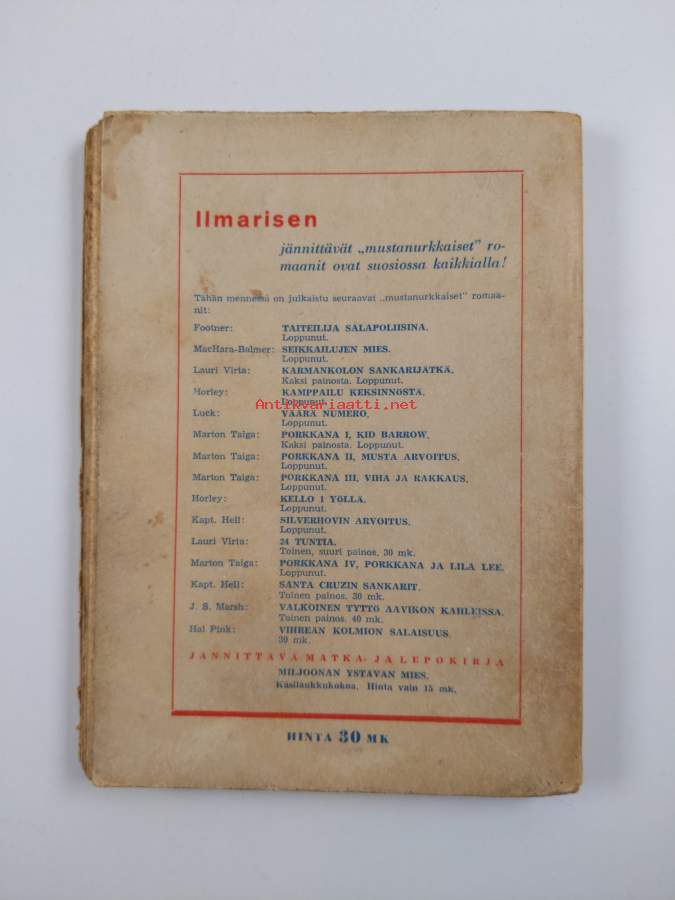 Ilmarisen
jännittävät „mustanurkkaiset" ro-
maanit ovat suosiossa kaikkialla!
Tähän mennessä on julkaistu seuraavat „mustanurkkaiset" romaa-
nit:
Footner: TAITEILIJA SALAPOLIISINA.
Loppunut.
MacHara-Balmer: SEIKKAILUJEN MIES.
Loppunut.
Lauri Viria: KARMANKOLON SANKARIJÄTKÄ.
Kaksi painosta. Loppunut.
Horley: KAMPPAILU KEKSINNÖSTÄ.
Loppunut.
Antikvariaatti.net
Luck: VÄÄRÄ NUMERO.
Loppunut.
Marton Taiga: PORKKANA I, KID BARROW.
Kaksi painosta. Loppunut.
Marton Taiga: PORKKANA II, MUSTA ARVOITUS.
Loppunut.
Marton Taiga: PORKKANA III, VIHA JA RAKKAUS.
Loppunut.
Horley: KELLO 1 YÖLLÄ.
Loppunut.
Kapt. Hell: SILVERHOVIN ARVOITUS.
Loppunut.
Lauri Viria: 24 TUNTIA.
Toinen, suuri painos. 30 mk.
Marton Taiga: PORKKANA IV, PORKKANA JA LILA LEE.
Loppunut.
Kapt. Hell: SANTA CRUZIN SANKARIT.
Toinen painos. 30 mk.
J. S. Marsh: VALKOINEN TYTTÖ AAVIKON KAHLEISSA.
Toinen painos. 40 mk.
Hal Pink: VIHREÄN KOLMION SALAISUUS.
30 mk.
JÄNNITTÄVÄ MATKA- JA LEPOKIRJA
MILJOONAN YSTÄVÄN MIES.
Käsilaukkukokoa. Hinta vain 15 mk.
HINTA 30 MK